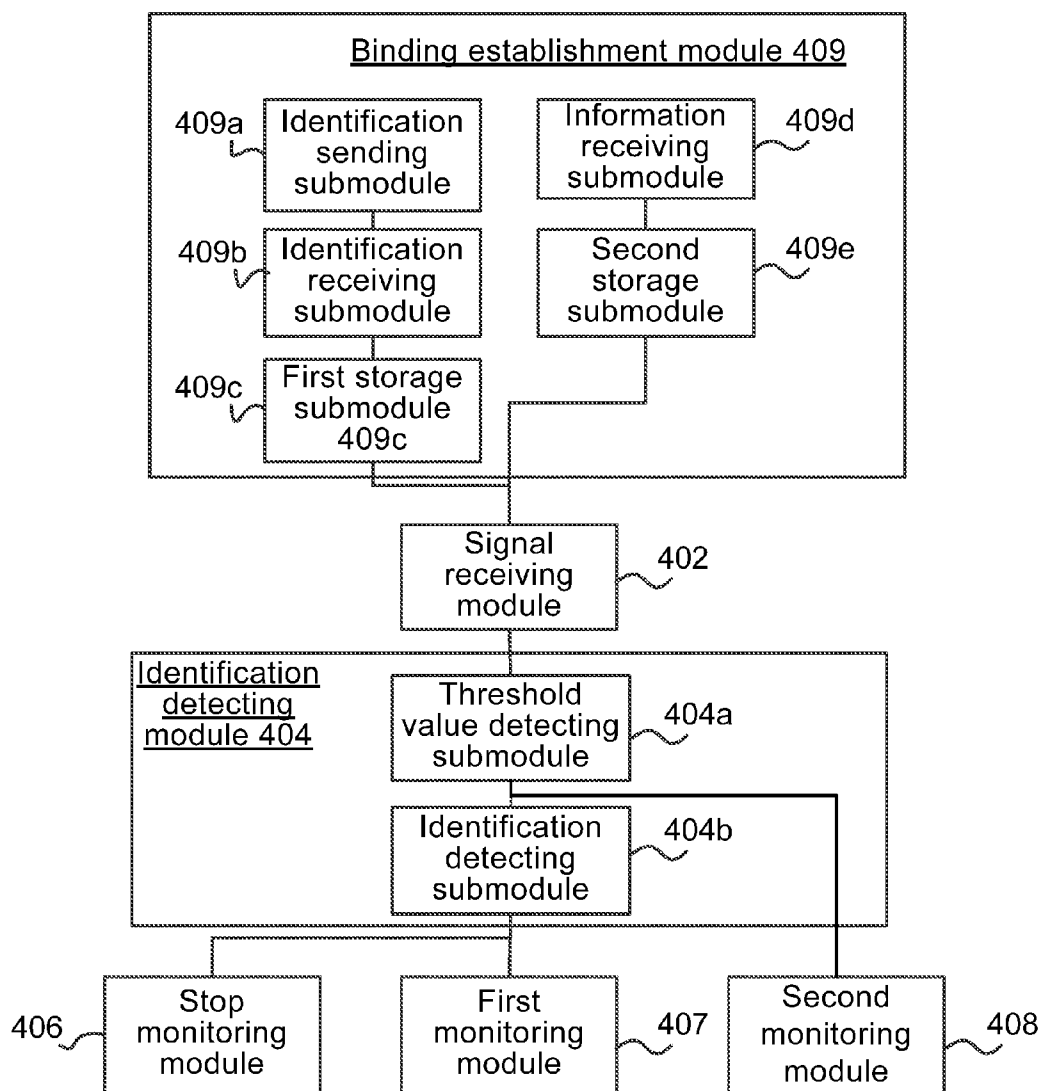 Binding establishment module 409
409a
Identification
sending
submodule
Information
receiving
submodule
409d
409b
Identification
receiving
submodule
Second
storage
submodule
409e
409c
First storage
submodule
409c
Signal
receiving
module
402
Identification
detecting
module 404
Threshold
value detecting
submodule
404a
Identification
detecting
submodule
404b
406
Stop
monitoring
module
First
monitoring
module
407
Second
monitoring
module
408